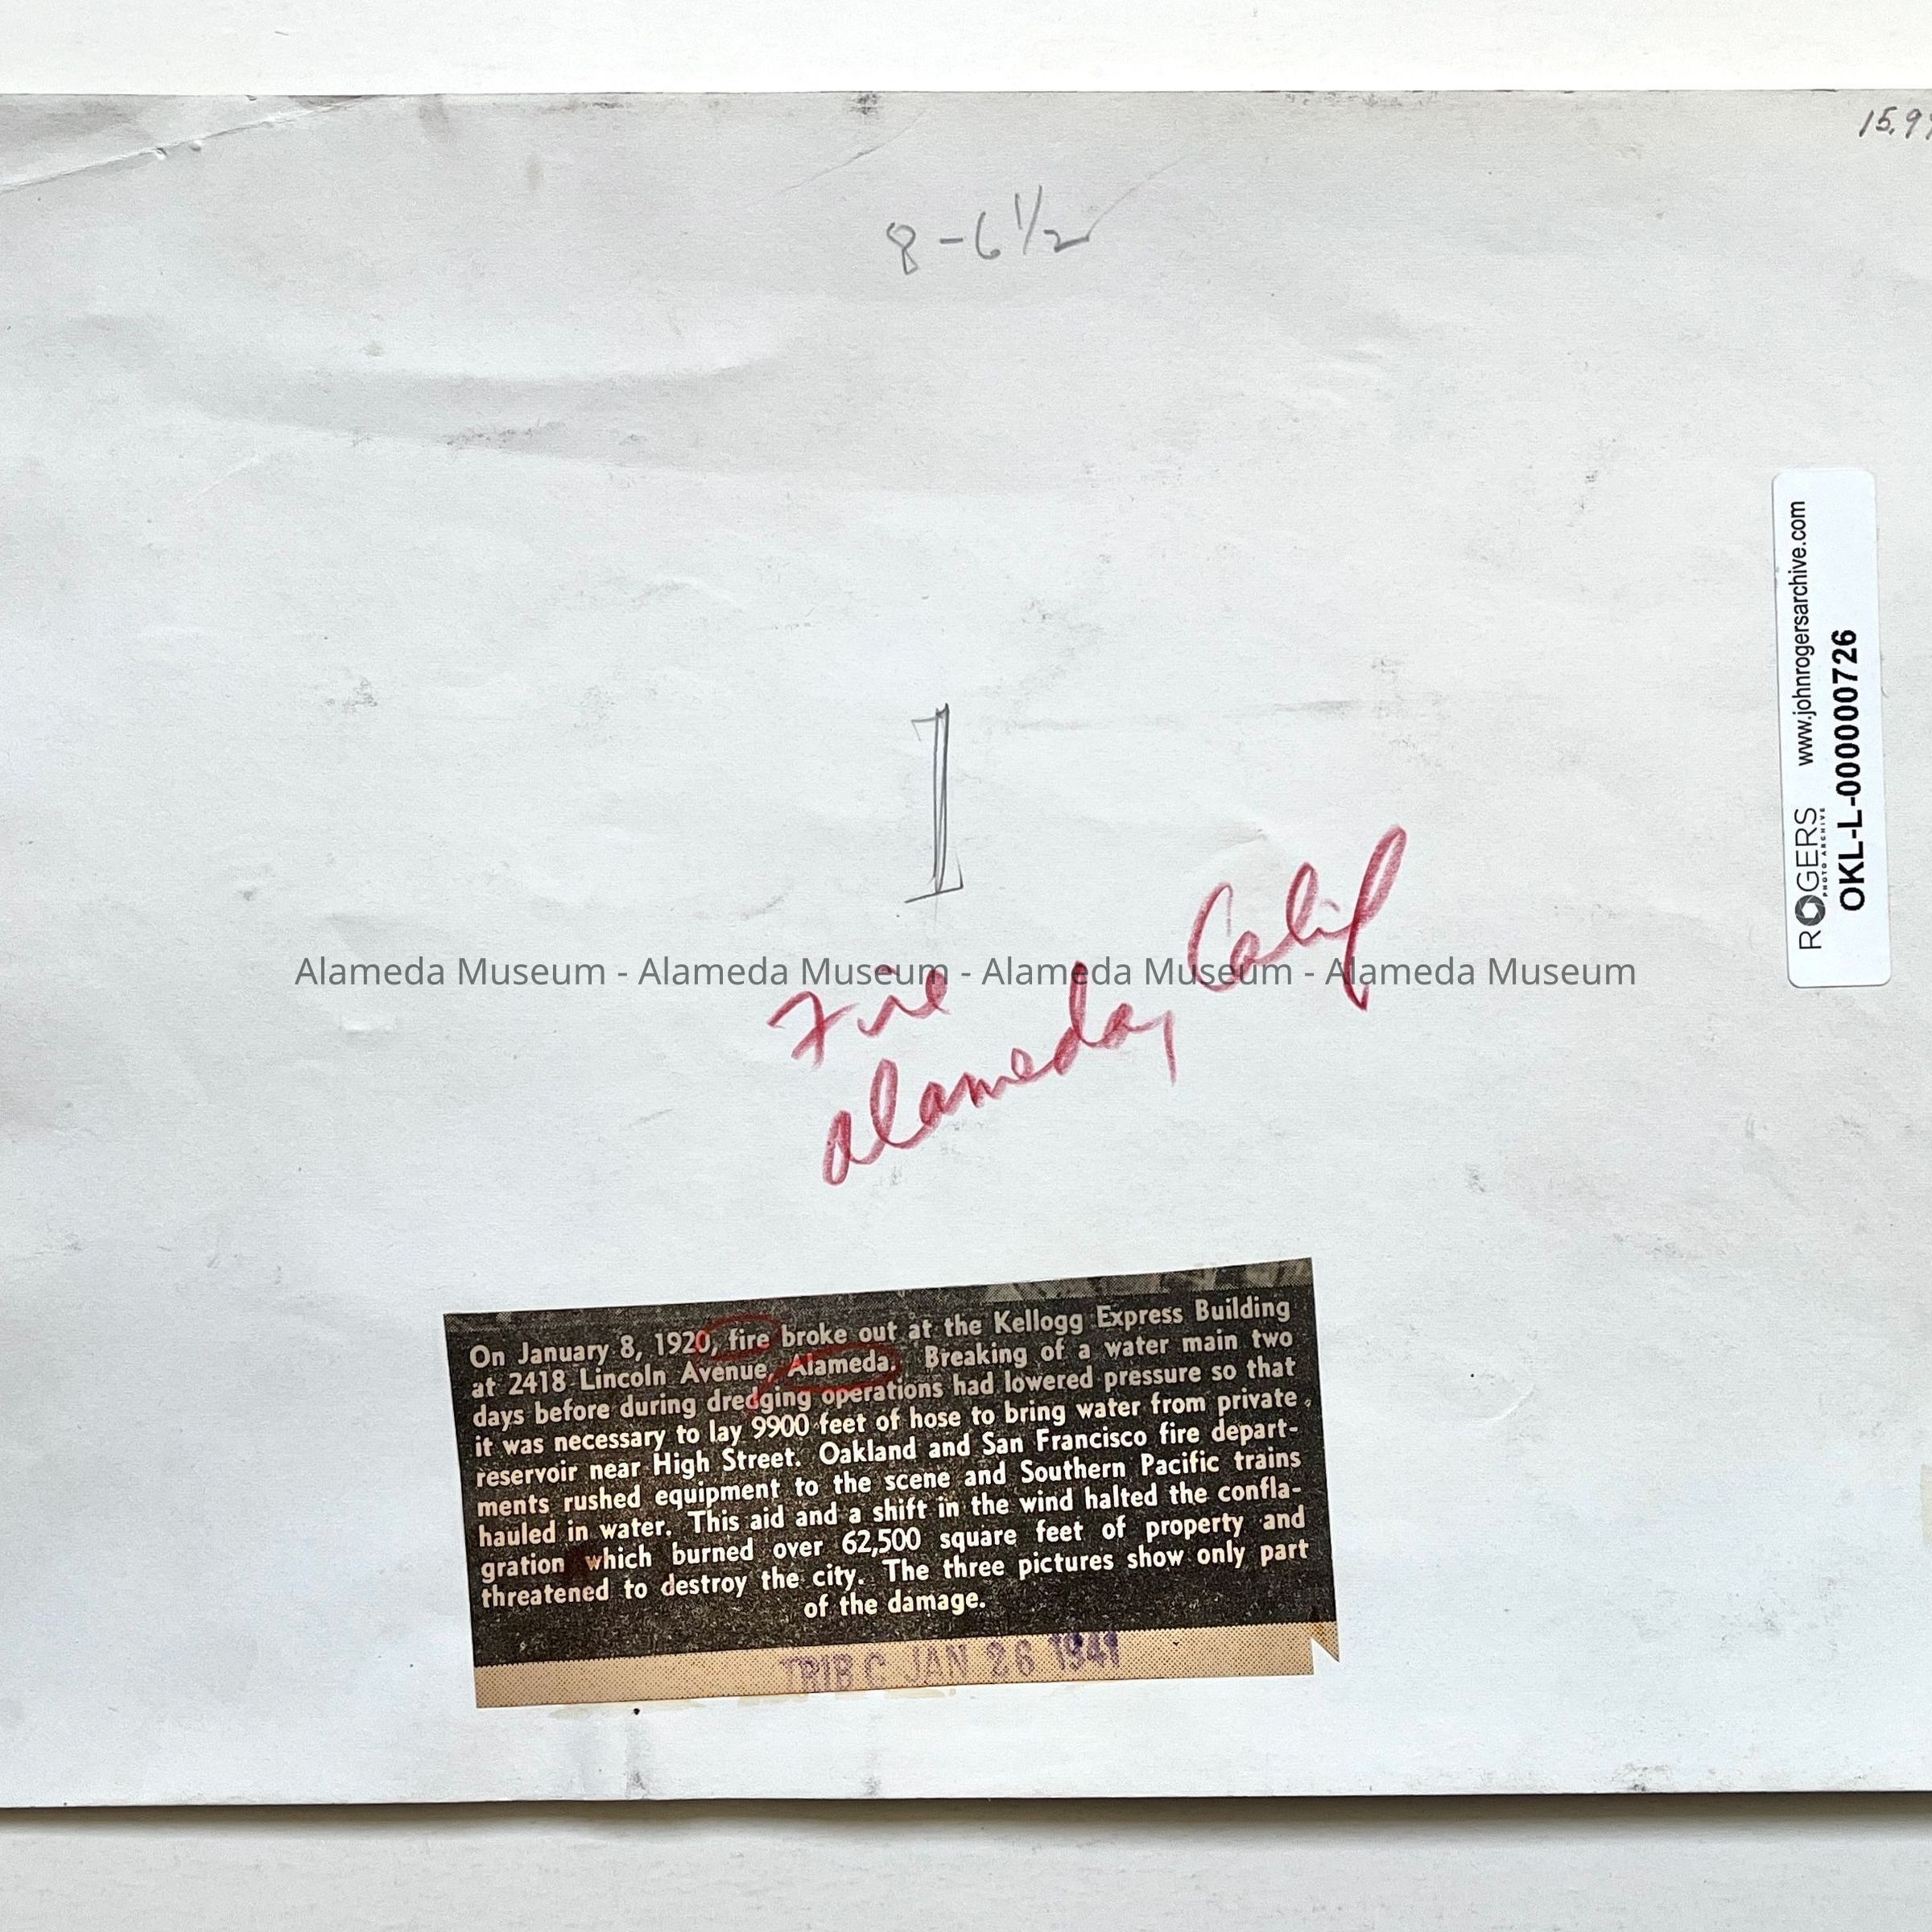 8-6 1/2
1
Fire
Alameda, Calif
Alameda Museum - Alameda Museum - Alameda Museum - Alameda Museum
ROGERS www.johnrogersarchive.com
PHOTO ARCHIVE
OKL-L-000000726
On January 8, 1920, fire broke out at the Kellogg Express Building
at 2418 Lincoln Avenue, Alameda. Breaking of a water main two
days before during dredging operations had lowered pressure so that
it was necessary to lay 9900 feet of hose to bring water from private
reservoir near High Street. Oakland and San Francisco fire depart-
ments rushed equipment to the scene and Southern Pacific trains
hauled in water. This aid and a shift in the wind halted the confla-
gration which burned over 62,500 square feet of property and
threatened to destroy the city. The three pictures show only part
of the damage.
TRIB C JAN 26 1941